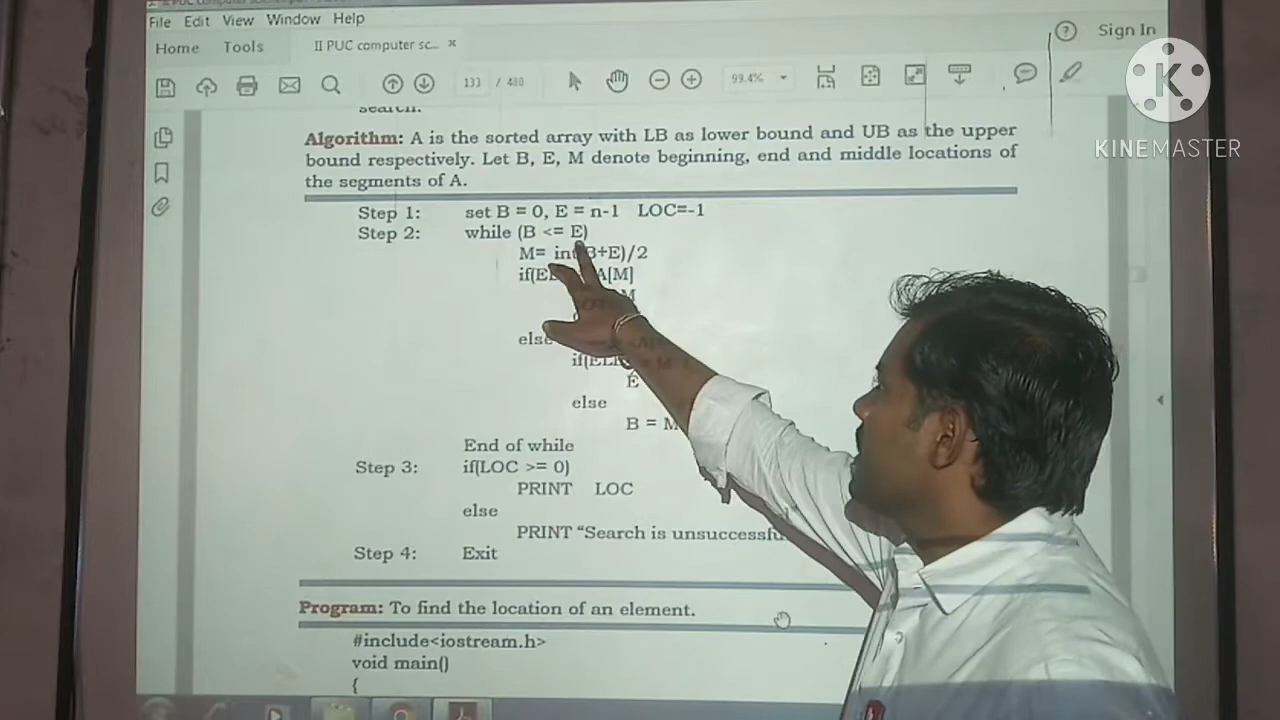 File Edit View Window Help
Home Tools II PUC computer sc... ×
Sign In
133 / 480 99.4%
K
KINEMASTER
search.
Algorithm: A is the sorted array with LB as lower bound and UB as the upper
bound respectively. Let B, E, M denote beginning, end and middle locations of
the segments of A.
Step 1: set B = 0, E = n-1 LOC=-1
Step 2: while (B <= E)
M= int(B+E)/2
A[M]
M
else
else
B = M
End of while
Step 3: if(LOC >= 0)
PRINT LOC
else
PRINT "Search is
Step 4: Exit
Program: To find the location of an element.
#include<iostream.h>
void main()
{